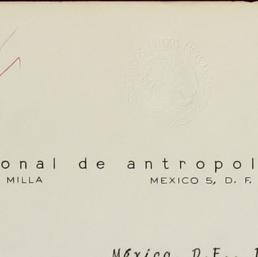 onal de antropol
MILLA MEXICO 5, D. F.
México, D.F.,